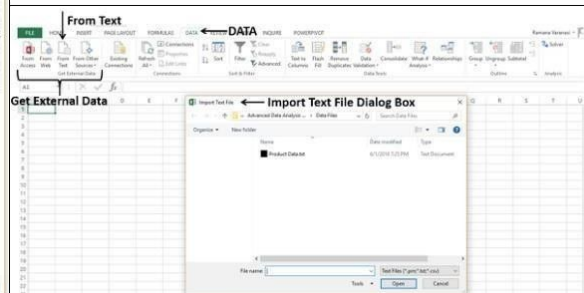 From Text
FILE HOME INSERT PAGE LAYOUT FORMULAS DATA DATA INQUIRE POWERPIVOT
From Access From Web From Text From Other Sources Existing Connections Refresh All Connections Properties Edit Links Sort Filter Clear Reapply Advanced Text to Columns Flash Fill Remove Duplicates Data Validation Consolidate What-If Analysis Relationships Group Ungroup Subtotal Solver
Get External Data Connections Sort & Filter Data Tools Outline Analysis
A1
Get External Data
Import Text File Import Text File Dialog Box
Advanced Data Analysis Data Files Search Data Files
Organize New folder
Name Date modified Type
Product Data.txt Text Document
File name: Text Files (*.prn;*.txt;*.csv)
Tools Open Cancel